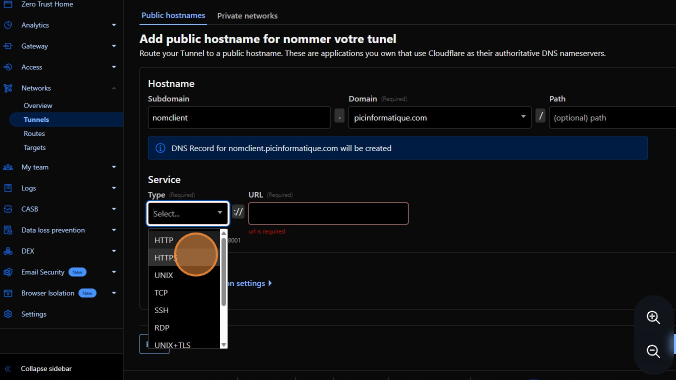 Zero Trust Home
Analytics
Gateway
Access
Networks
Overview
Tunnels
Routes
Targets
My team
Logs
CASB
Data loss prevention
DEX
Email Security New
Browser Isolation New
Settings
Collapse sidebar
Public hostnames Private networks
Add public hostname for nommer votre tunel
Route your Tunnel to a public hostname. These are applications you own that use Cloudflare as their authoritative DNS nameservers.
Hostname
Subdomain Domain (Required) Path
nomclient . picinformatique.com / (optional) path
DNS Record for nomclient.picinformatique.com will be created
Service
Type (Required) URL (Required)
Select... ://
url is required
8001
HTTP
HTTPS
UNIX
TCP
SSH
RDP
UNIX+TLS
n settings